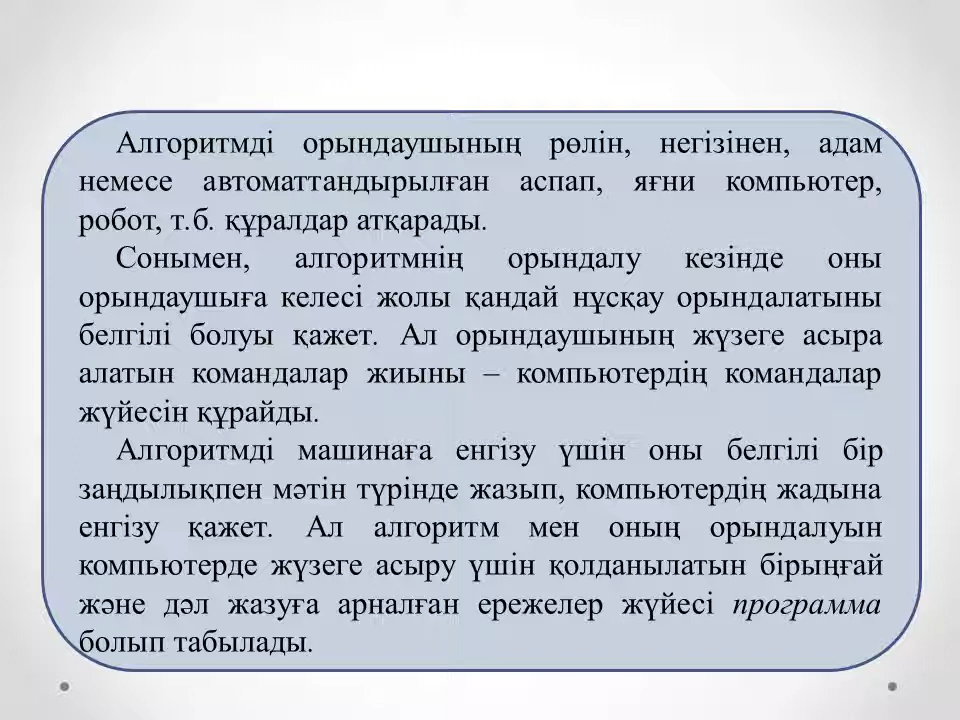 Алгоритмді орындаушының рөлін, негізінен, адам
немесе автоматтандырылған аспап, яғни компьютер,
робот, т.б. құралдар атқарады.
Сонымен, алгоритмнің орындалу кезінде оны
орындаушыға келесі жолы қандай нұсқау орындалатыны
белгілі болуы қажет. Ал орындаушының жүзеге асыра
алатын командалар жиыны – компьютердің командалар
жүйесін құрайды.
Алгоритмді машинаға енгізу үшін оны белгілі бір
заңдылықпен мәтін түрінде жазып, компьютердің жадына
енгізу қажет. Ал алгоритм мен оның орындалуын
компьютерде жүзеге асыру үшін қолданылатын бірыңғай
және дәл жазуға арналған ережелер жүйесі программа
болып табылады.